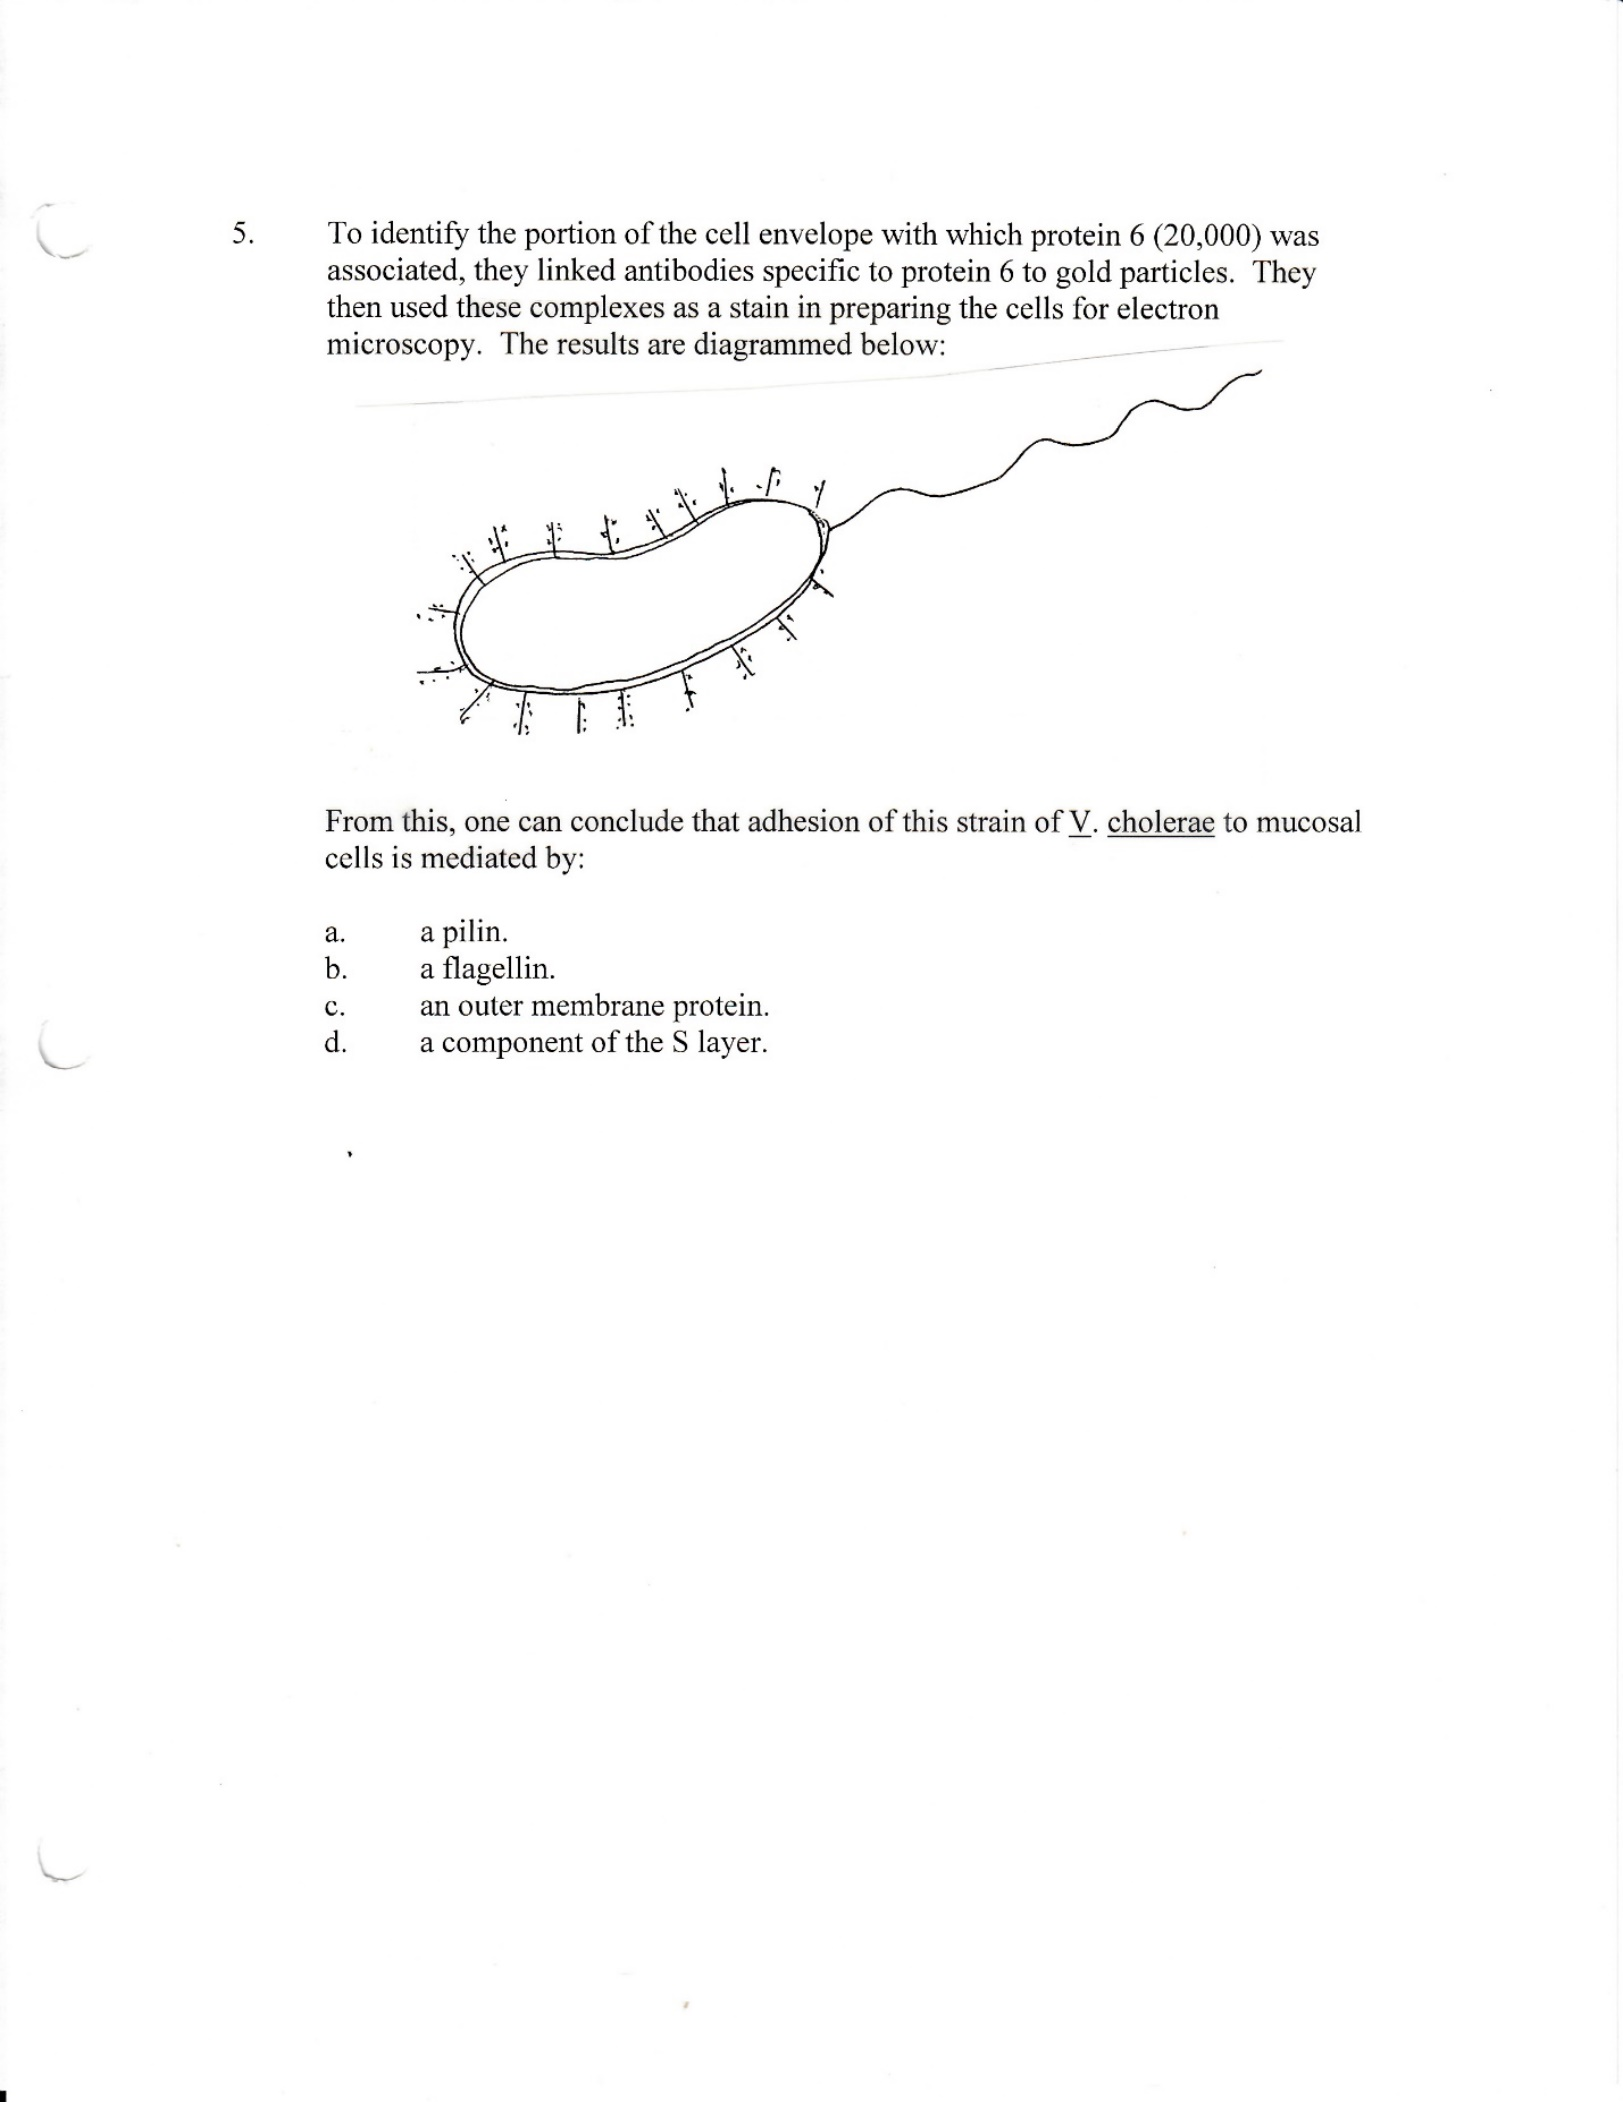 5. To identify the portion of the cell envelope with which protein 6 (20,000) was
associated, they linked antibodies specific to protein 6 to gold particles. They
then used these complexes as a stain in preparing the cells for electron
microscopy. The results are diagrammed below:
From this, one can conclude that adhesion of this strain of V. cholerae to mucosal
cells is mediated by:
a. a pilin.
b. a flagellin.
c. an outer membrane protein.
d. a component of the S layer.